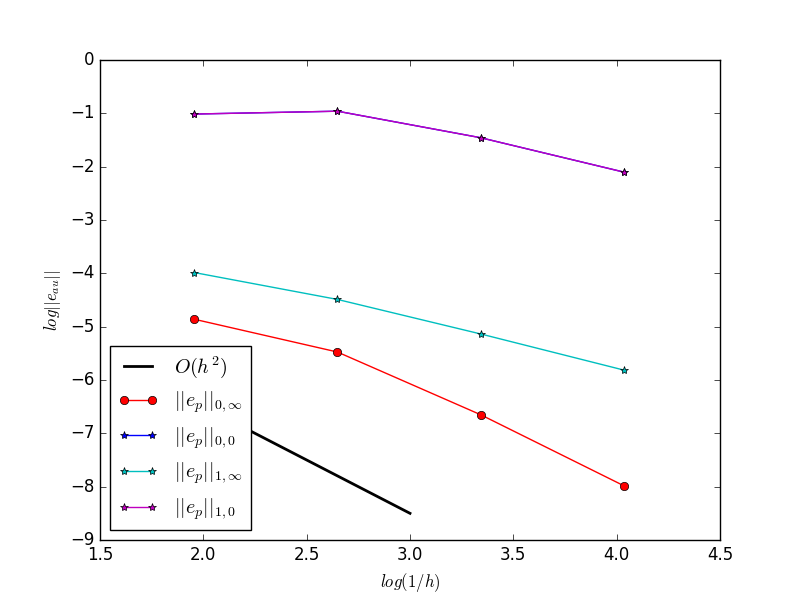 0
−1
−2
−3
−4
−5
−6
−7
−8
−9
log||e_{au}||
O(h^2)
||e_p||_{0,∞}
||e_p||_{0,0}
||e_p||_{1,∞}
||e_p||_{1,0}
1.5 2.0 2.5 3.0 3.5 4.0 4.5
log(1/h)